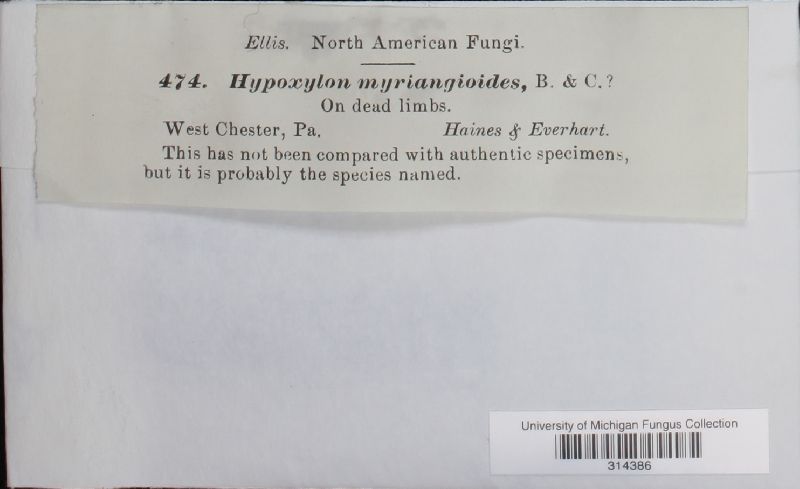 Ellis. North American Fungi.
474. Hypoxylon myriangioides, B. & C.?
On dead limbs.
West Chester, Pa. Haines & Everhart.
This has not been compared with authentic specimens,
but it is probably the species named.
University of Michigan Fungus Collection
314386